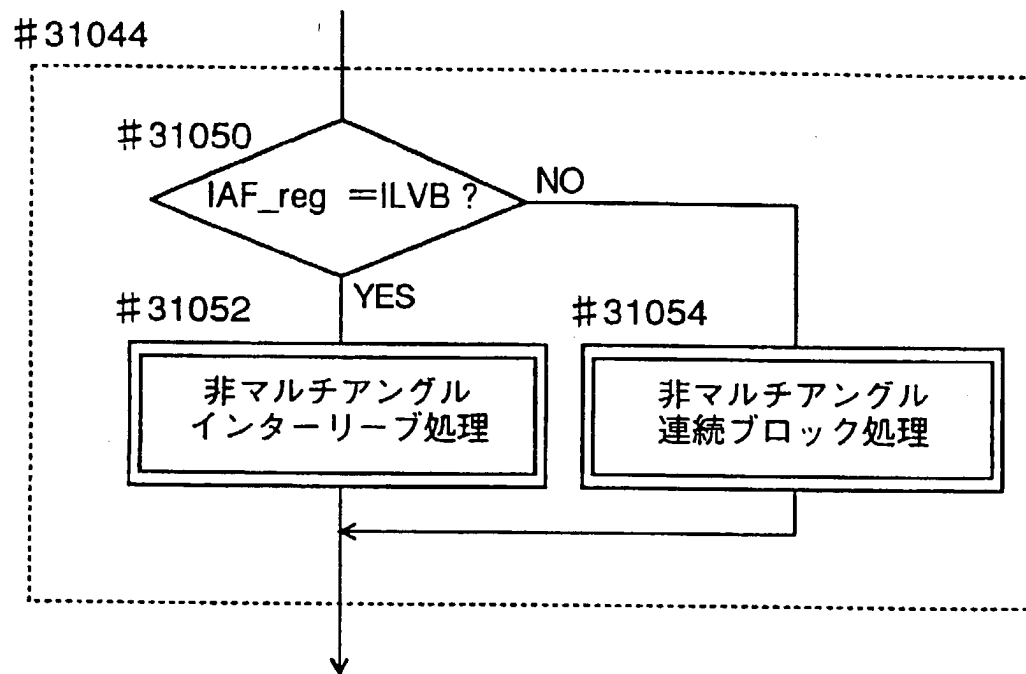 #31044
#31050
IAF_reg =ILVB ?
NO
YES
#31052
#31054
非マルチアングル
インターリーブ処理
非マルチアングル
連続ブロック処理